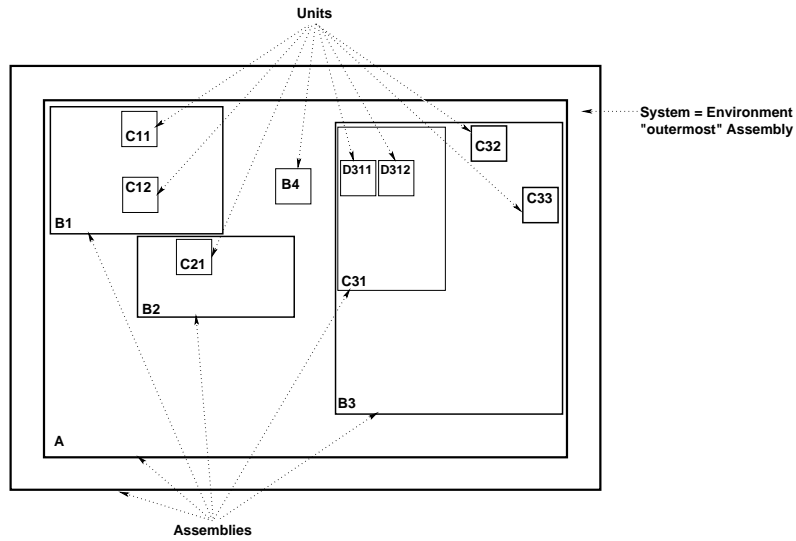 Units
System = Environment
"outermost" Assembly
C11
C32
D311
D312
C12
B4
C33
B1
C21
C31
B2
B3
A
Assemblies